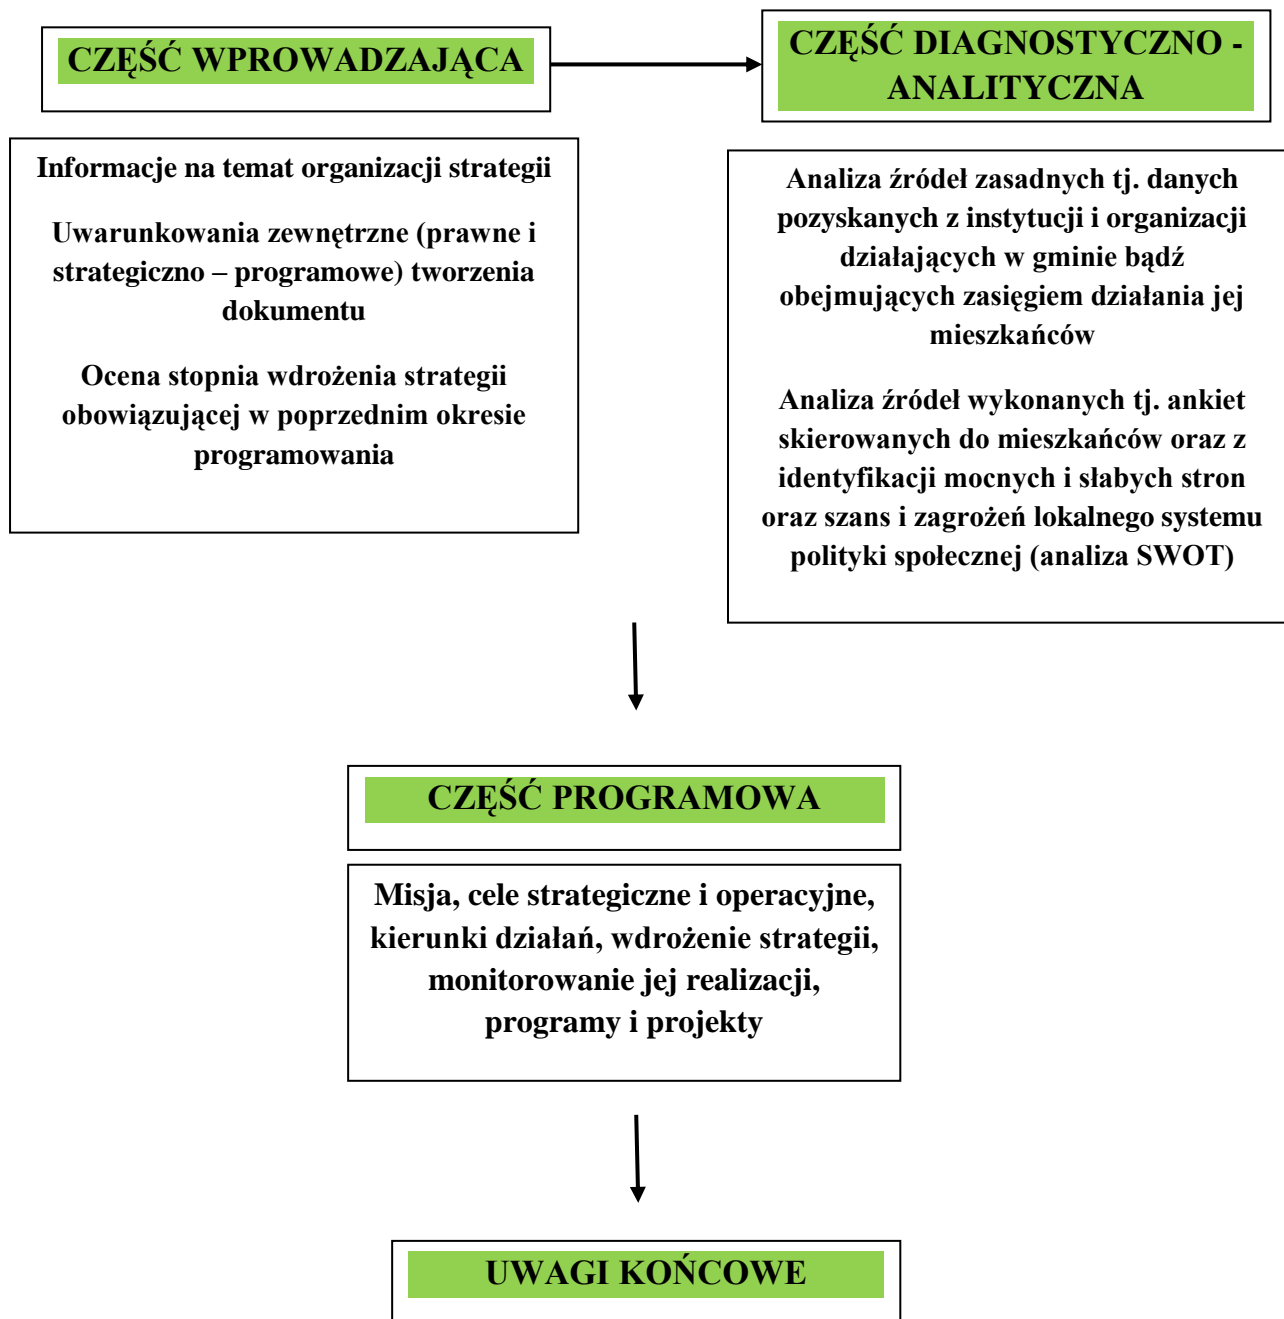 CZĘŚĆ WPROWADZAJĄCA
CZĘŚĆ DIAGNOSTYCZNO -
ANALITYCZNA
Informacje na temat organizacji strategii
Uwarunkowania zewnętrzne (prawne i
strategiczno – programowe) tworzenia
dokumentu
Ocena stopnia wdrożenia strategii
obowiązującej w poprzednim okresie
programowania
Analiza źródeł zasadnych tj. danych
pozyskanych z instytucji i organizacji
działających w gminie bądź
obejmujących zasięgiem działania jej
mieszkańców
Analiza źródeł wykonanych tj. ankiet
skierowanych do mieszkańców oraz z
identyfikacji mocnych i słabych stron
oraz szans i zagrożeń lokalnego systemu
polityki społecznej (analiza SWOT)
CZĘŚĆ PROGRAMOWA
Misja, cele strategiczne i operacyjne,
kierunki działań, wdrożenie strategii,
monitorowanie jej realizacji,
programy i projekty
UWAGI KOŃCOWE